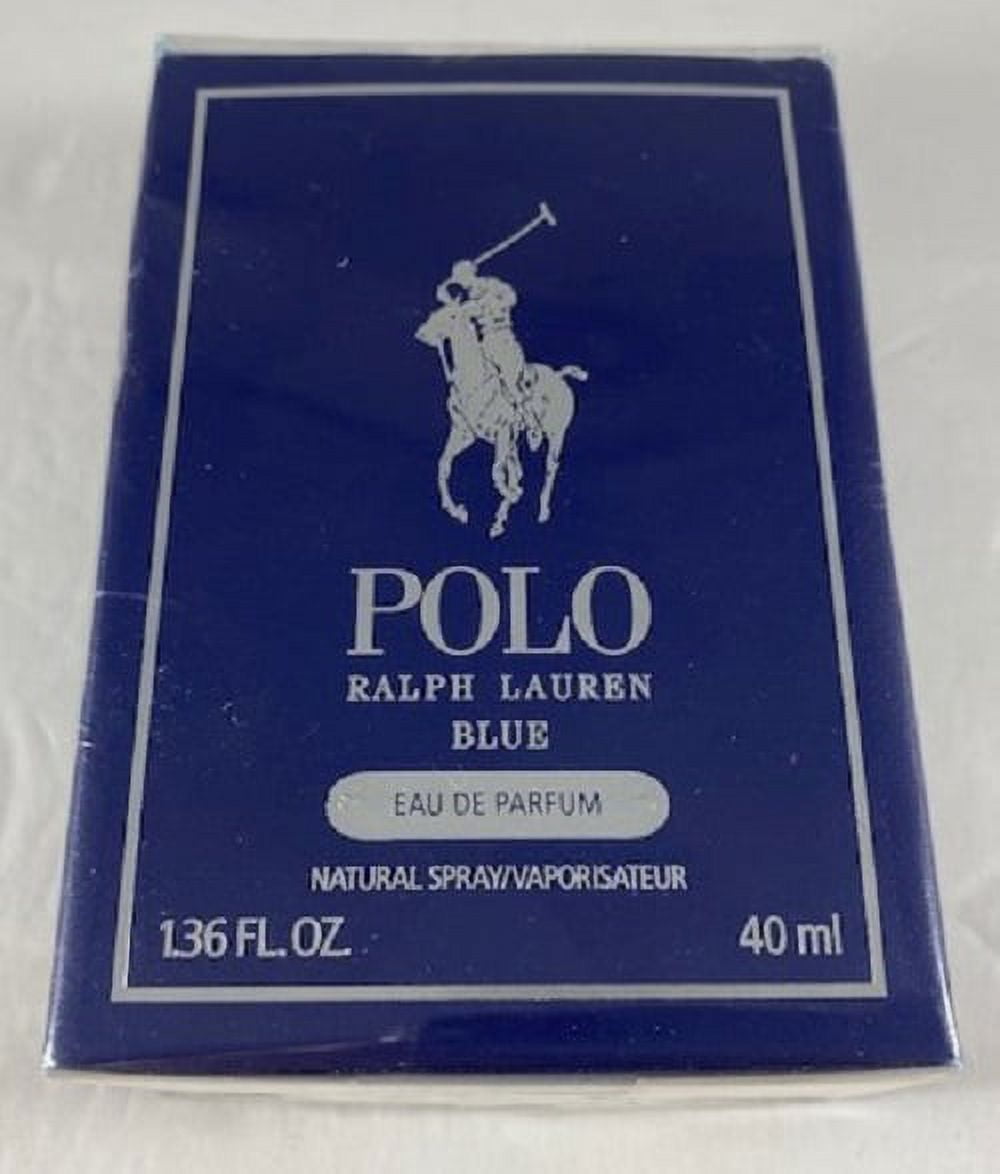 POLO
RALPH LAUREN
BLUE
EAU DE PARFUM
NATURAL SPRAY/VAPORISATEUR
1.36 FL. OZ. 40 ml